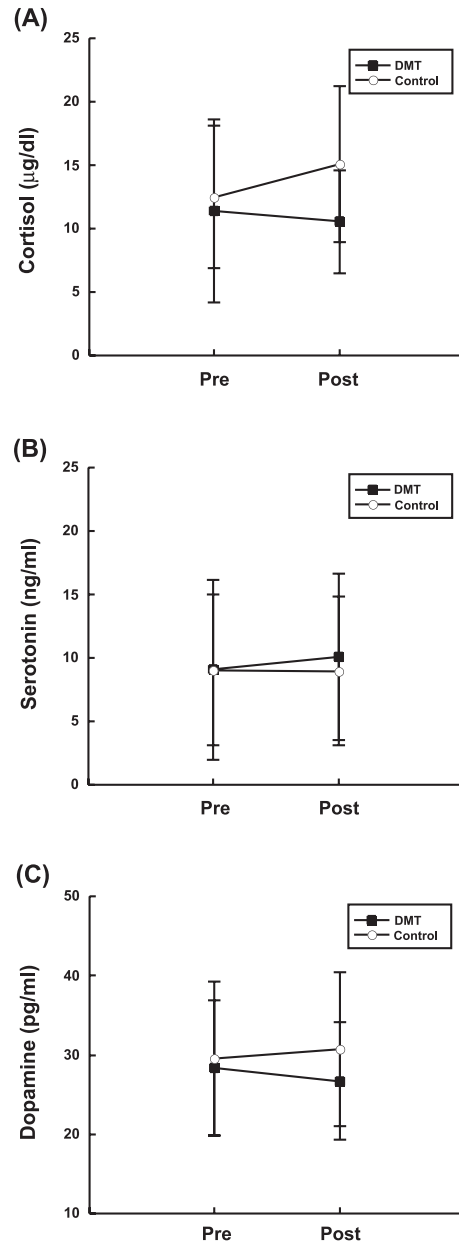 (A)
25
20
15
10
5
0
Cortisol (μg/dl)
DMT
Control
Pre Post
(B)
25
20
15
10
5
0
Serotonin (ng/ml)
DMT
Control
Pre Post
(C)
50
40
30
20
10
Dopamine (pg/ml)
DMT
Control
Pre Post